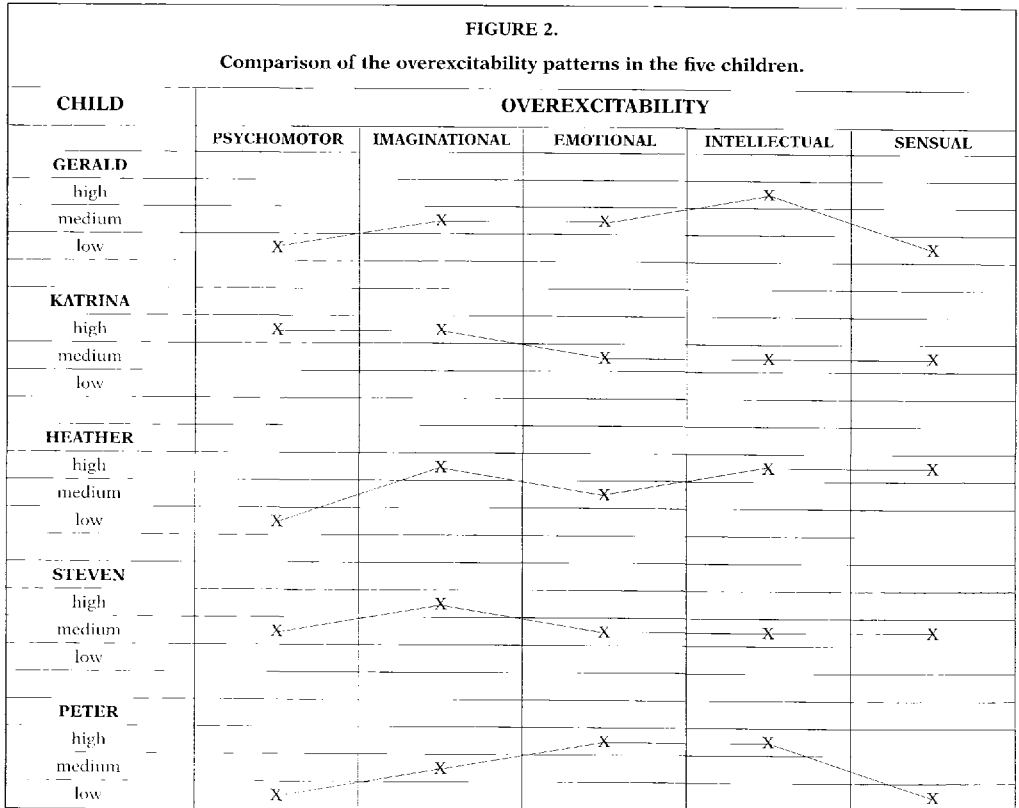 FIGURE 2.
Comparison of the overexcitability patterns in the five children.
CHILD OVEREXCITABILITY
PSYCHOMOTOR IMAGINATIONAL EMOTIONAL INTELLECTUAL SENSUAL
GERALD
high X
medium X X
low X X
KATRINA
high X X
medium X X X
low
HEATHER
high X X X
medium X
low X
STEVEN
high X
medium X X X X
low
PETER
high X X
medium X
low X X